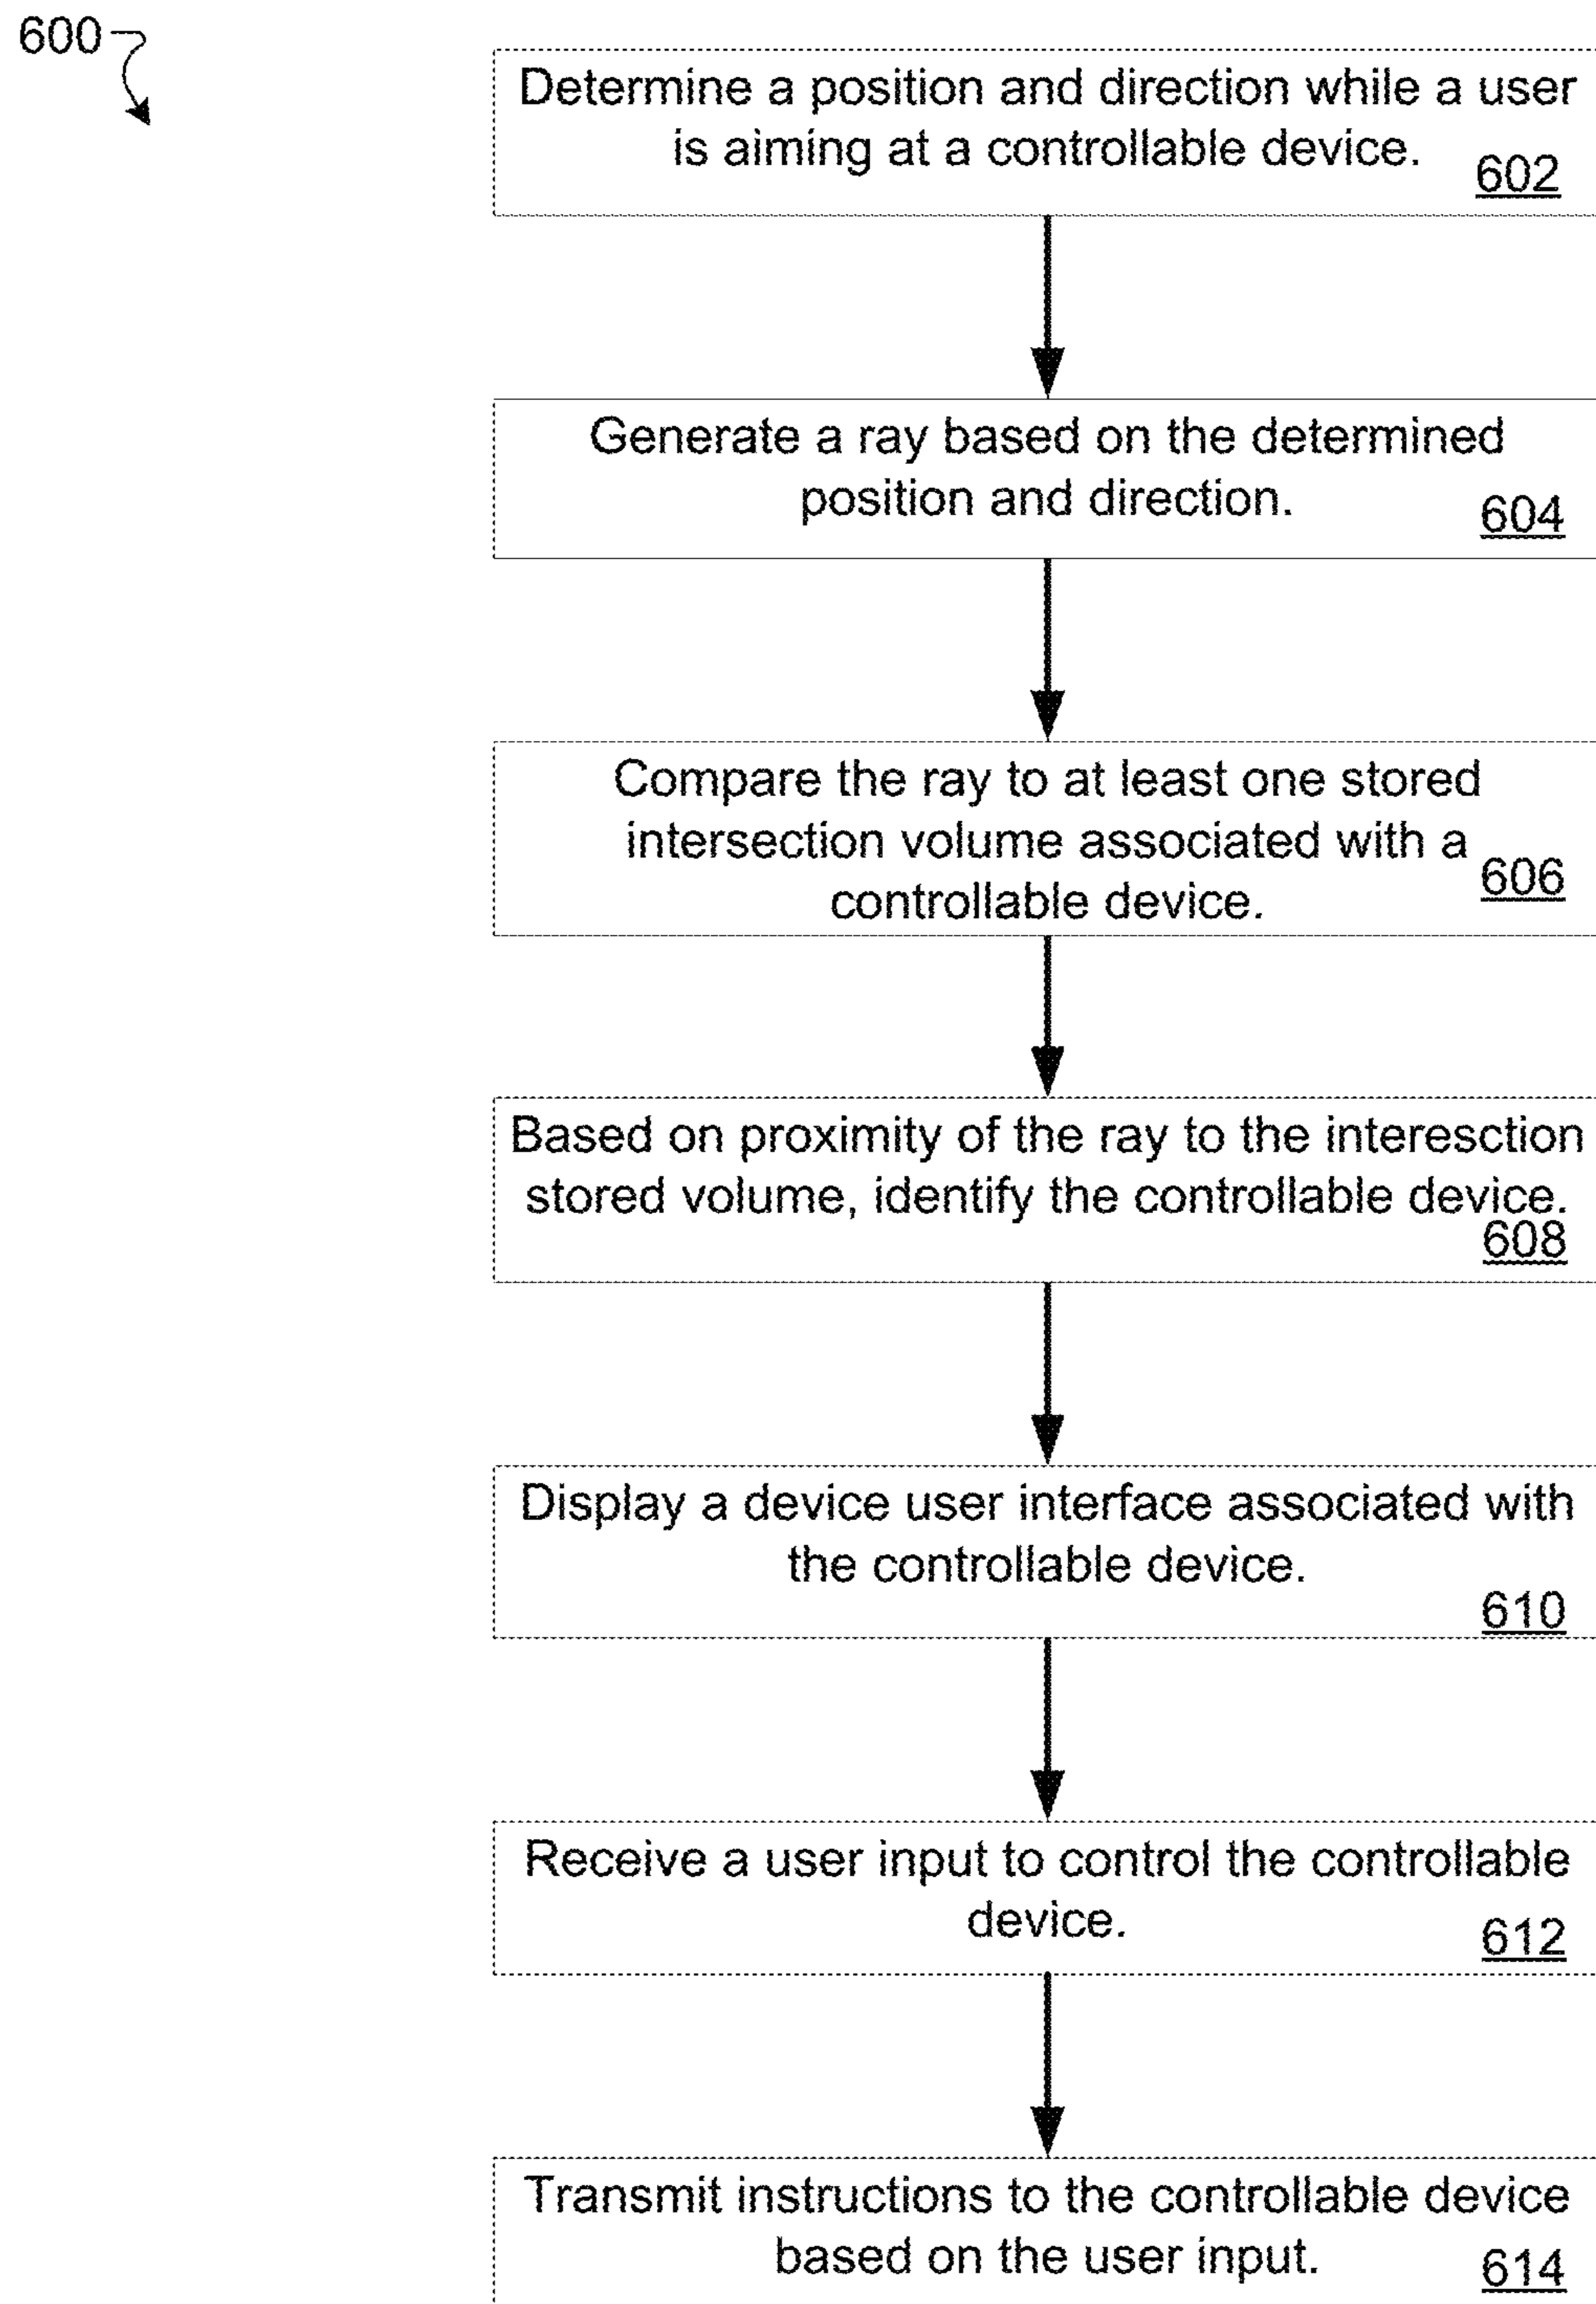 600
Determine a position and direction while a user
is aiming at a controllable device.
602
Generate a ray based on the determined
position and direction.
604
Compare the ray to at least one stored
intersection volume associated with a
606
controllable device.
Based on proximity of the ray to the interesction
stored volume, identify the controllable device.
608
Display a device user interface associated with
the controllable device.
610
Receive a user input to control the controllable
device.
612
Transmit instructions to the controllable device
based on the user input.
614